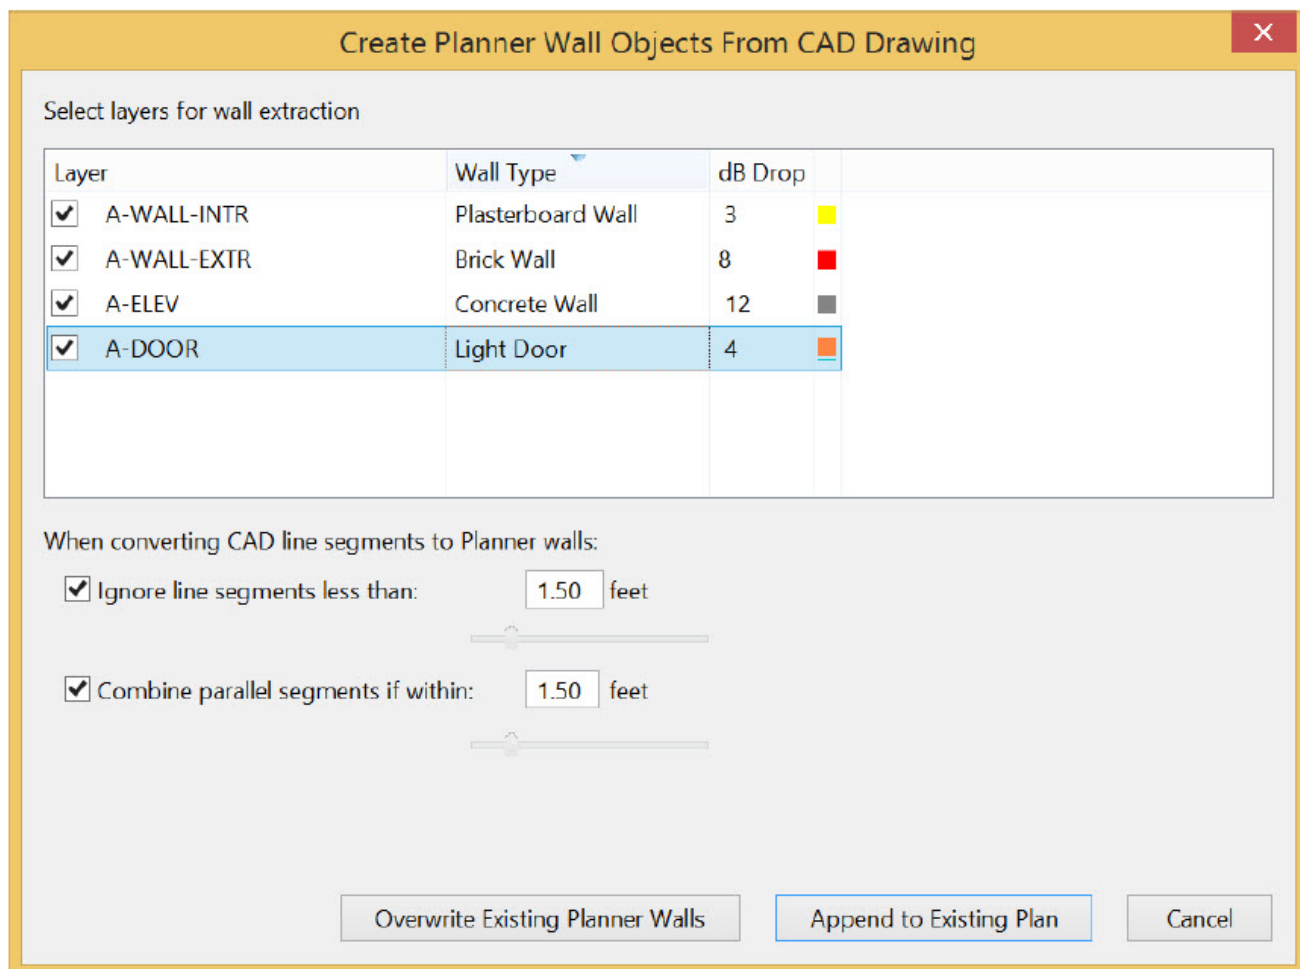 Create Planner Wall Objects From CAD Drawing
Select layers for wall extraction
Layer Wall Type dB Drop
A-WALL-INTR Plasterboard Wall 3
A-WALL-EXTR Brick Wall 8
A-ELEV Concrete Wall 12
A-DOOR Light Door 4
When converting CAD line segments to Planner walls:
Ignore line segments less than: 1.50 feet
Combine parallel segments if within: 1.50 feet
Overwrite Existing Planner Walls Append to Existing Plan Cancel